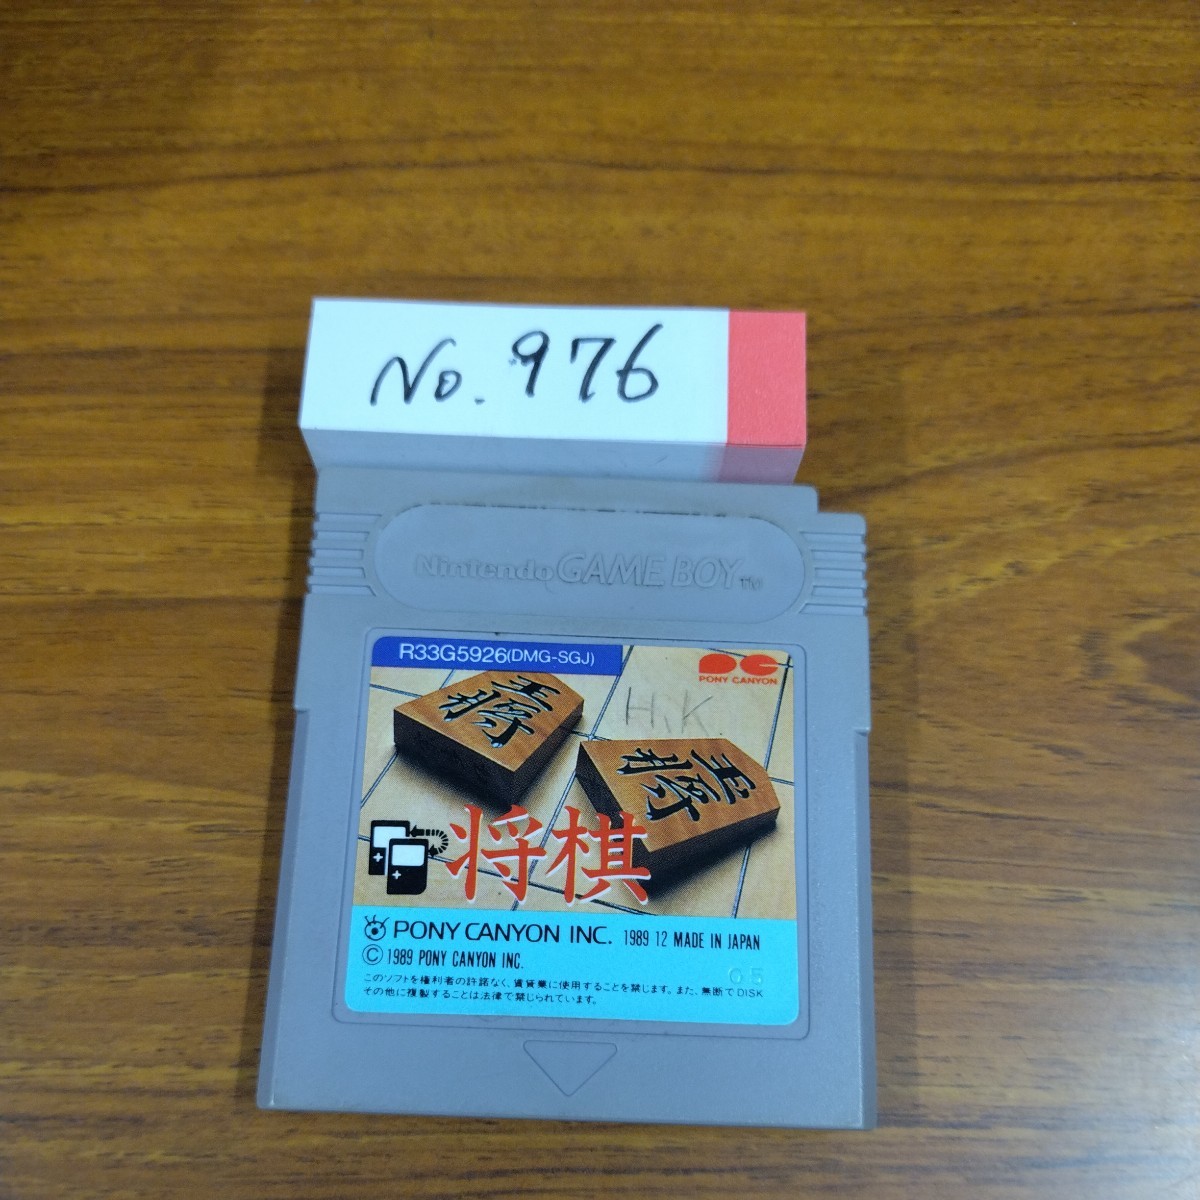 No. 976
Nintendo GAME BOY TM
R33G5926(DMG-SGJ)
PONY CANYON
H.K
王将
玉将
将棋
PONY CANYON INC. 1989 12 MADE IN JAPAN
© 1989 PONY CANYON INC.
05
このソフトを権利者の許諾なく、賃貸業に使用することを禁じます。また、無断でDISK
その他に複製することは法律で禁じられています。